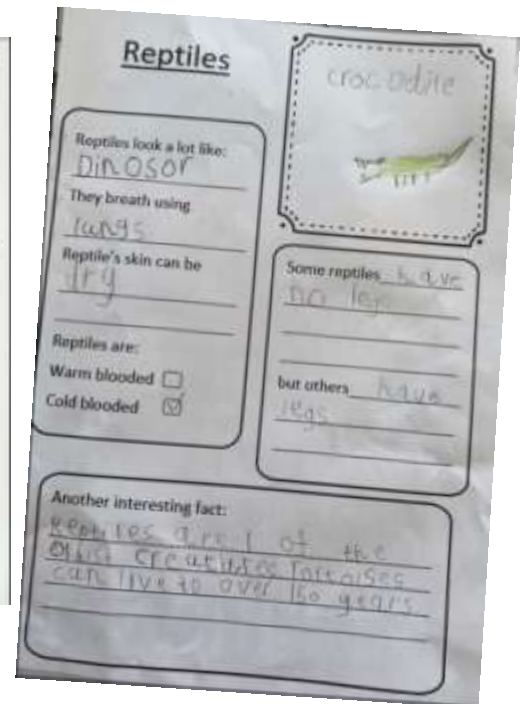 Reptiles
crocodile
Reptiles look a lot like:
Dinosor
They breath using
lungs
Reptile's skin can be
dry
Reptiles are:
Warm blooded
Cold blooded
Some reptiles have
no legs
but others have
legs
Another interesting fact:
Reptiles are 1 of the
oldist creatures Tortoises
can live to over 150 years